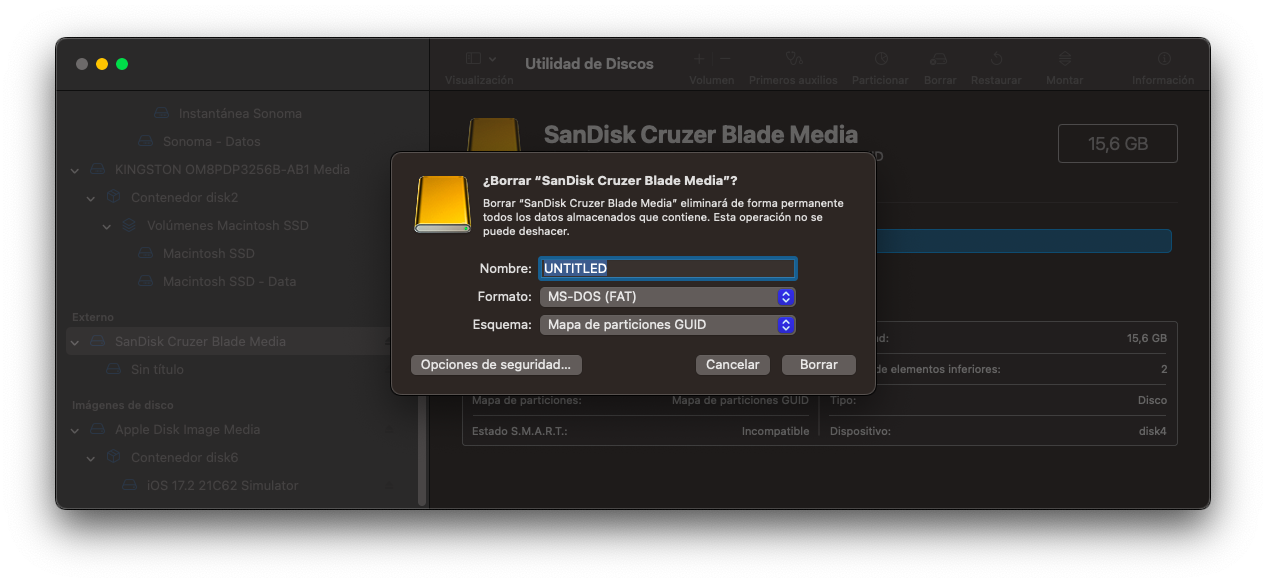 Utilidad de Discos
Visualización
Volumen
Primeros auxilios
Particionar
Borrar
Restaurar
Montar
Información
Instantánea Sonoma
Sonoma - Datos
KINGSTON OM8PDP3256B-AB1 Media
Contenedor disk2
Volúmenes Macintosh SSD
Macintosh SSD
Macintosh SSD - Data
Externo
SanDisk Cruzer Blade Media
Sin título
Imágenes de disco
Apple Disk Image Media
Contenedor disk6
iOS 17.2 21C62 Simulator
SanDisk Cruzer Blade Media
15,6 GB
¿Borrar “SanDisk Cruzer Blade Media”?
Borrar “SanDisk Cruzer Blade Media” eliminará de forma permanente
todos los datos almacenados que contiene. Esta operación no se
puede deshacer.
Nombre: UNTITLED
Formato: MS-DOS (FAT)
Esquema: Mapa de particiones GUID
Opciones de seguridad...
Cancelar
Borrar
15,6 GB
de elementos inferiores: 2
Mapa de particiones: Mapa de particiones GUID
Tipo: Disco
Estado S.M.A.R.T.: Incompatible
Dispositivo: disk4